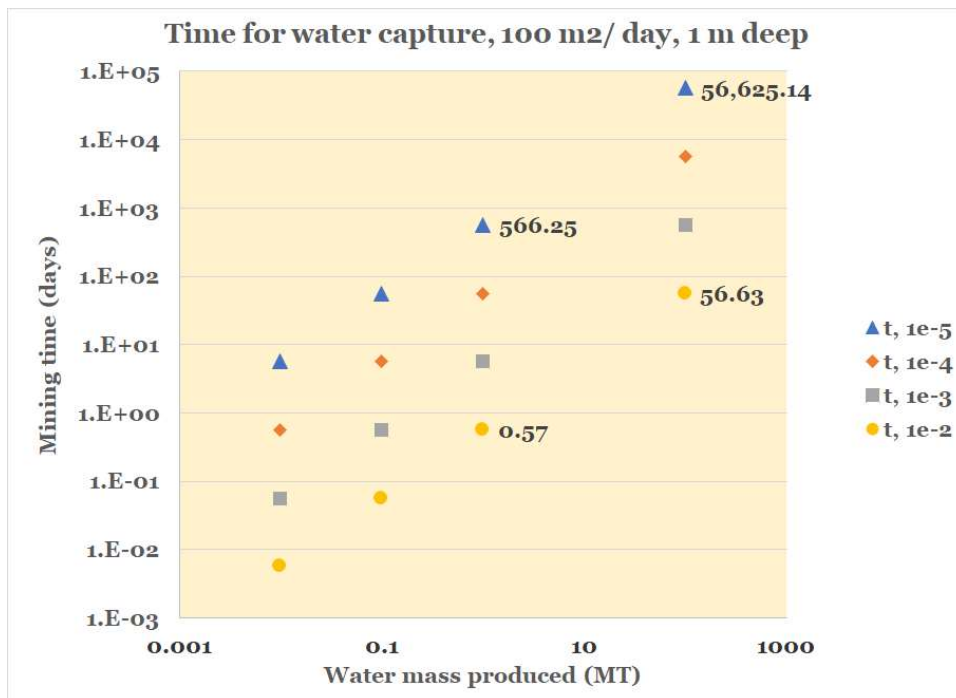 Time for water capture, 100 m2/ day, 1 m deep
1.E+05
1.E+04
1.E+03
1.E+02
1.E+01
1.E+00
1.E-01
1.E-02
1.E-03
Mining time (days)
56,625.14
566.25
56.63
0.57
0.001
0.1
10
1000
Water mass produced (MT)
t, 1e-5
t, 1e-4
t, 1e-3
t, 1e-2